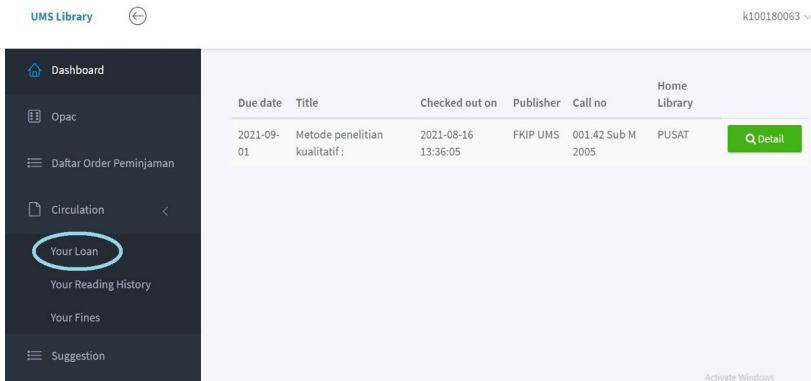 UMS Library
k100180063
Dashboard
Opac
Daftar Order Peminjaman
Circulation
Your Loan
Your Reading History
Your Fines
Suggestion
Due date Title Checked out on Publisher Call no Home
Library
2021-09- Metode penelitian 2021-08-16 FKIP UMS 001.42 Sub M PUSAT Detail
01 kualitatif : 13:36:05 2005
Activate Windows